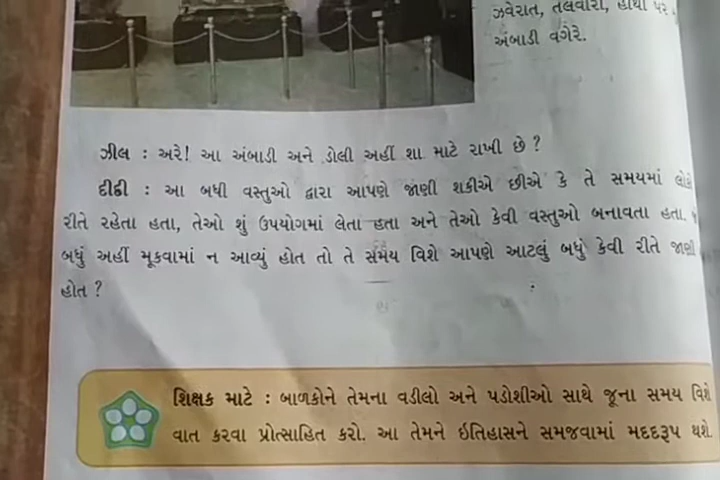 ઝવેરાત, તલવારો, હાથી પર
અંબાડી વગેરે.
ઝીલ : અરે! આ અંબાડી અને ડોલી અહીં શા માટે રાખી છે ?
દીદી : આ બધી વસ્તુઓ દ્વારા આપણે જાણી શકીએ છીએ કે તે સમયમાં લોકો
રીતે રહેતા હતા, તેઓ શું ઉપયોગમાં લેતા હતા અને તેઓ કેવી વસ્તુઓ બનાવતા હતા.
બધું અહીં મૂકવામાં ન આવ્યું હોત તો તે સમય વિશે આપણે આટલું બધું કેવી રીતે જાણી
હોત ?
શિક્ષક માટે : બાળકોને તેમના વડીલો અને પડોશીઓ સાથે જૂના સમય વિશે
વાત કરવા પ્રોત્સાહિત કરો. આ તેમને ઇતિહાસને સમજવામાં મદદરૂપ થશે.